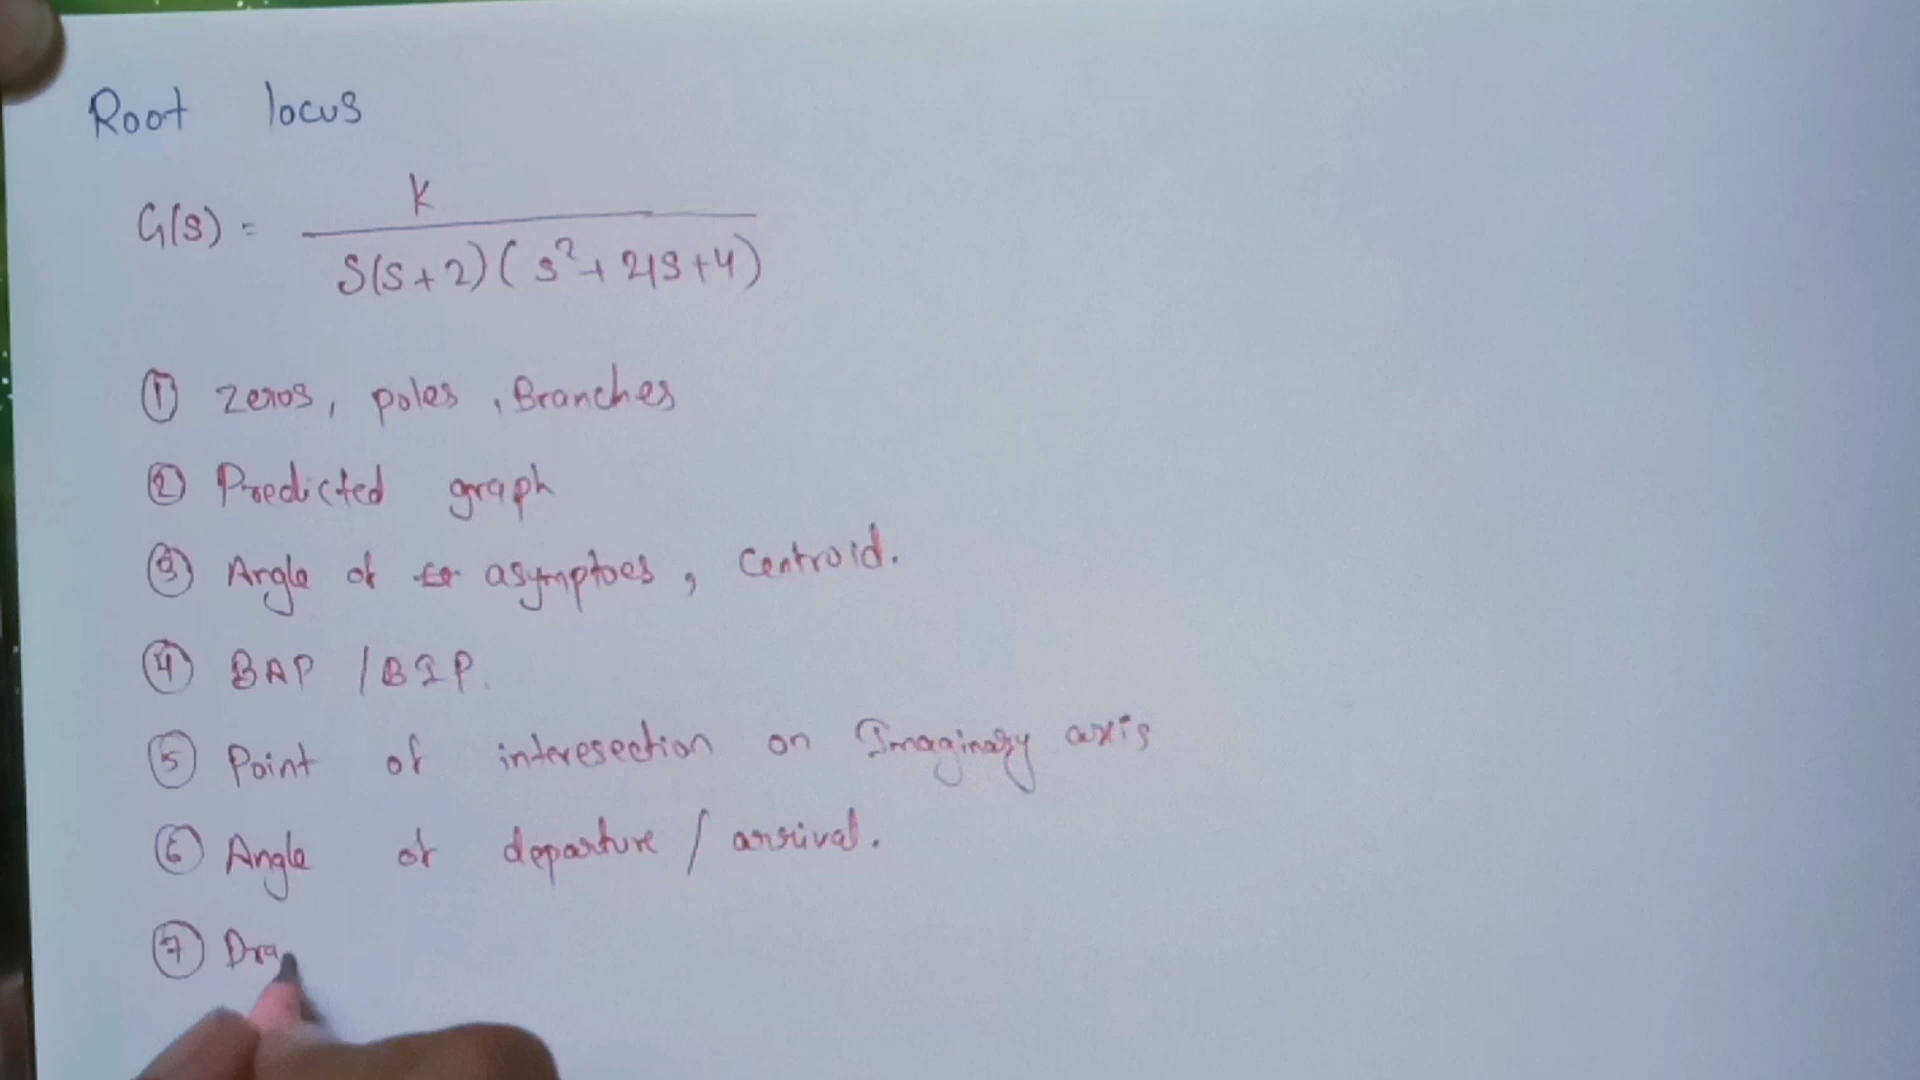 Root locus
K
G(s) =
S(S+2)(s²+2s+4)
① Zeros, poles, Branches
② Predicted graph
③ Angle of asymptoes, Centroid.
④ BAP / BIP.
⑤ Point of interesection on Imaginary axis
⑥ Angle of departure / arrival.
⑦ Dra